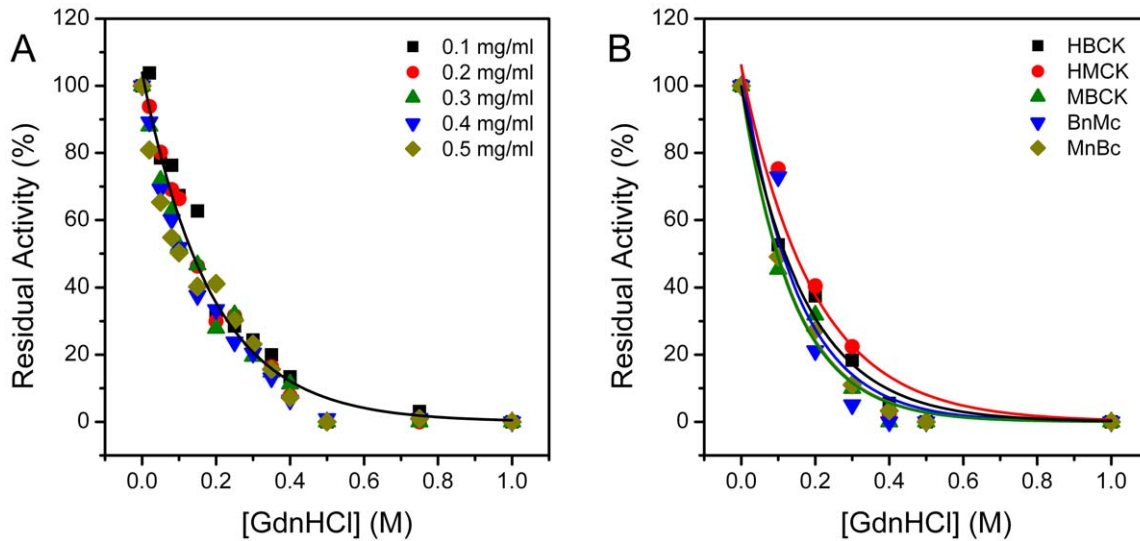 A
120
100
80
60
40
20
0
Residual Activity (%)
0.1 mg/ml
0.2 mg/ml
0.3 mg/ml
0.4 mg/ml
0.5 mg/ml
0.0 0.2 0.4 0.6 0.8 1.0
[GdnHCl] (M)
B
120
100
80
60
40
20
0
Residual Activity (%)
HBCK
HMCK
MBCK
BnMc
MnBc
0.0 0.2 0.4 0.6 0.8 1.0
[GdnHCl] (M)